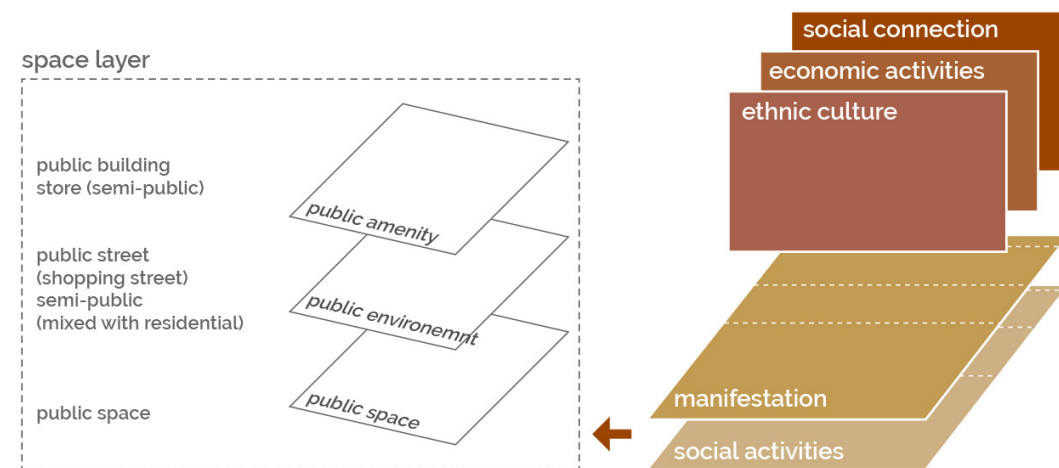 space layer
public building
store (semi-public)
public street
(shopping street)
semi-public
(mixed with residential)
public space
public amenity
public environemnt
public space
social connection
economic activities
ethnic culture
manifestation
social activities